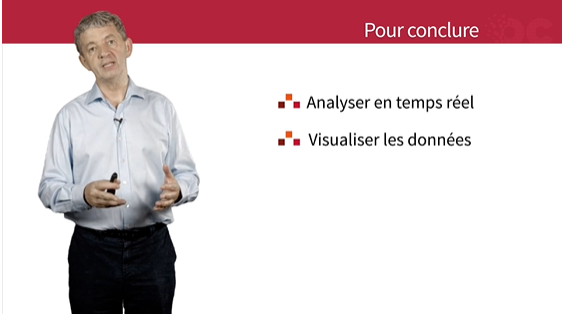 Pour conclure
Analyser en temps réel
Visualiser les données